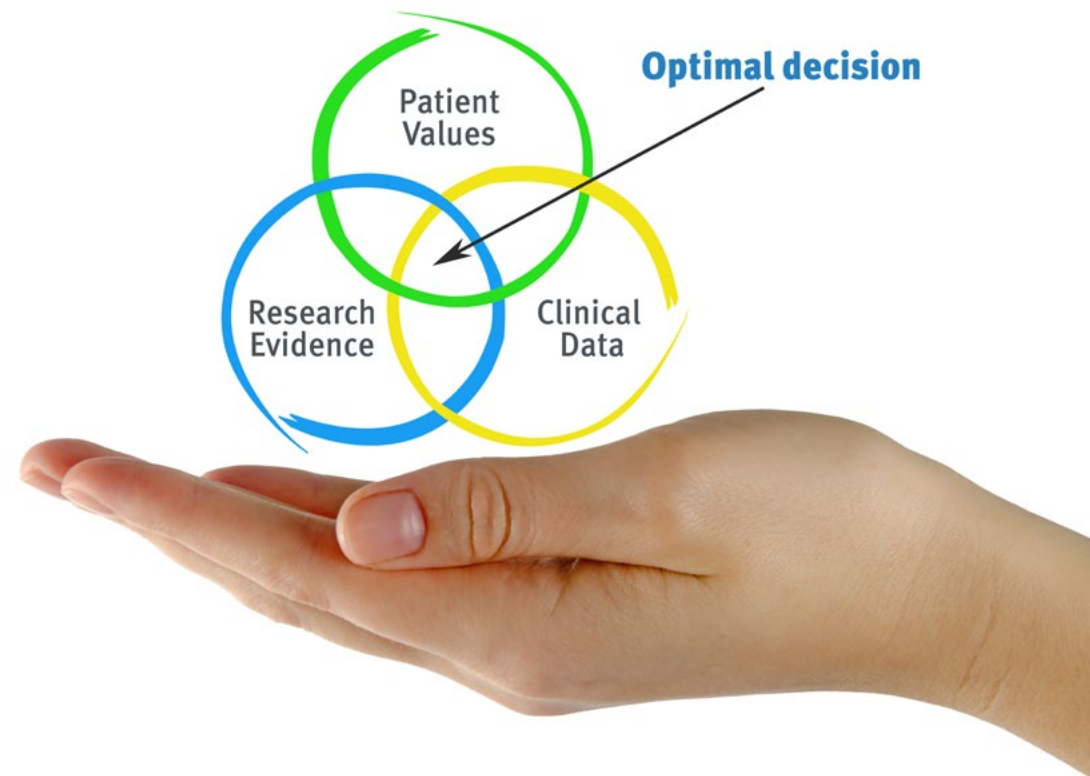 Optimal decision
Patient
Values
Research
Evidence
Clinical
Data